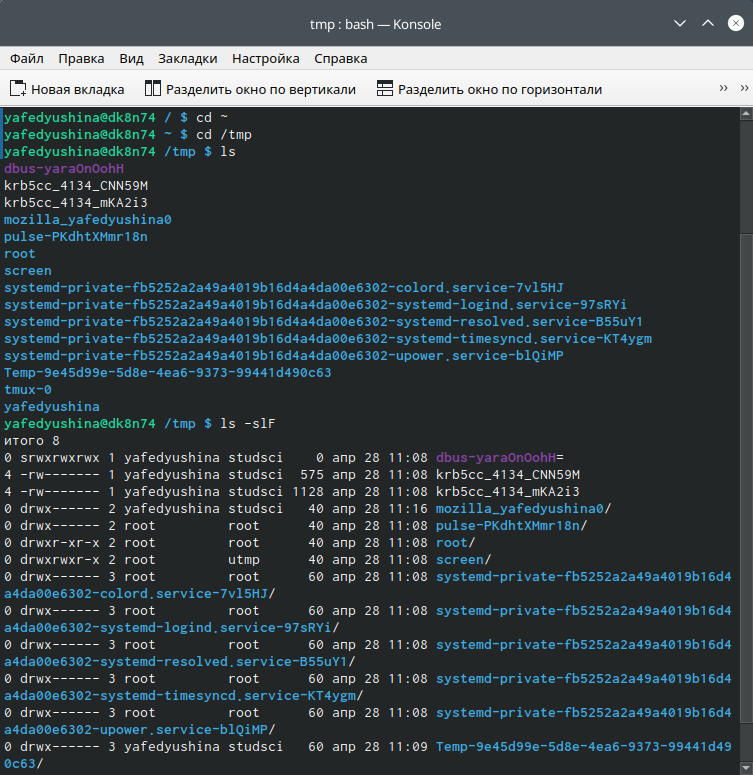 tmp : bash — Konsole
Файл Правка Вид Закладки Настройка Справка
Новая вкладка Разделить окно по вертикали Разделить окно по горизонтали
yafedyushina@dk8n74 / $ cd ~
yafedyushina@dk8n74 ~ $ cd /tmp
yafedyushina@dk8n74 /tmp $ ls
dbus-yaraOnOohH
krb5cc_4134_CNN59M
krb5cc_4134_mKA2i3
mozilla_yafedyushina0
pulse-PKdhtXMmr18n
root
screen
systemd-private-fb5252a2a49a4019b16d4a4da00e6302-colord.service-7vl5HJ
systemd-private-fb5252a2a49a4019b16d4a4da00e6302-systemd-logind.service-97sRYi
systemd-private-fb5252a2a49a4019b16d4a4da00e6302-systemd-resolved.service-B55uY1
systemd-private-fb5252a2a49a4019b16d4a4da00e6302-systemd-timesyncd.service-KT4ygm
systemd-private-fb5252a2a49a4019b16d4a4da00e6302-upower.service-blQiMP
Temp-9e45d99e-5d8e-4ea6-9373-99441d490c63
tmux-0
yafedyushina
yafedyushina@dk8n74 /tmp $ ls -slF
итого 8
0 srwxrwxrwx 1 yafedyushina studsci    0 апр 28 11:08 dbus-yaraOnOohH=
4 -rw------- 1 yafedyushina studsci  575 апр 28 11:08 krb5cc_4134_CNN59M
4 -rw------- 1 yafedyushina studsci 1128 апр 28 11:08 krb5cc_4134_mKA2i3
0 drwx------ 2 yafedyushina studsci   40 апр 28 11:16 mozilla_yafedyushina0/
0 drwx------ 2 root         root      40 апр 28 11:08 pulse-PKdhtXMmr18n/
0 drwxr-xr-x 2 root         root      40 апр 28 11:08 root/
0 drwxrwxr-x 2 root         utmp      40 апр 28 11:08 screen/
0 drwx------ 3 root         root      60 апр 28 11:08 systemd-private-fb5252a2a49a4019b16d4
a4da00e6302-colord.service-7vl5HJ/
0 drwx------ 3 root         root      60 апр 28 11:08 systemd-private-fb5252a2a49a4019b16d4
a4da00e6302-systemd-logind.service-97sRYi/
0 drwx------ 3 root         root      60 апр 28 11:08 systemd-private-fb5252a2a49a4019b16d4
a4da00e6302-systemd-resolved.service-B55uY1/
0 drwx------ 3 root         root      60 апр 28 11:08 systemd-private-fb5252a2a49a4019b16d4
a4da00e6302-systemd-timesyncd.service-KT4ygm/
0 drwx------ 3 root         root      60 апр 28 11:08 systemd-private-fb5252a2a49a4019b16d4
a4da00e6302-upower.service-blQiMP/
0 drwx------ 3 yafedyushina studsci   60 апр 28 11:09 Temp-9e45d99e-5d8e-4ea6-9373-99441d49
0c63/